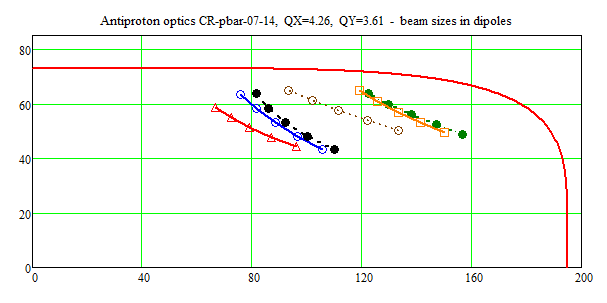 Antiproton optics CR-pbar-07-14, QX=4.26, QY=3.61 - beam sizes in dipoles
80
60
40
20
0
0 40 80 120 160 200